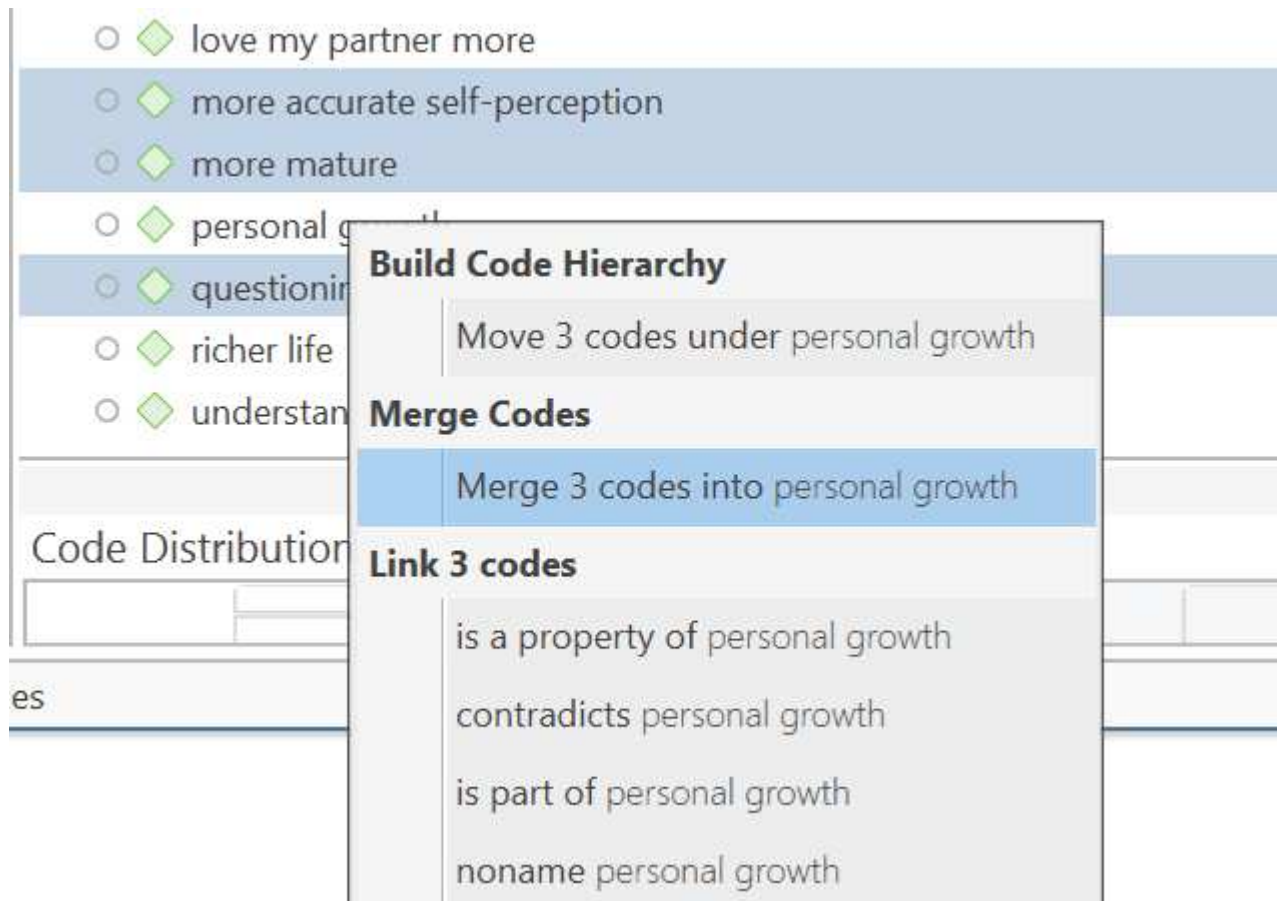 love my partner more
more accurate self-perception
more mature
personal
questionin
richer life
understan
Build Code Hierarchy
Move 3 codes under personal growth
Merge Codes
Merge 3 codes into personal growth
Link 3 codes
is a property of personal growth
contradicts personal growth
is part of personal growth
noname personal growth
Code Distribution
es